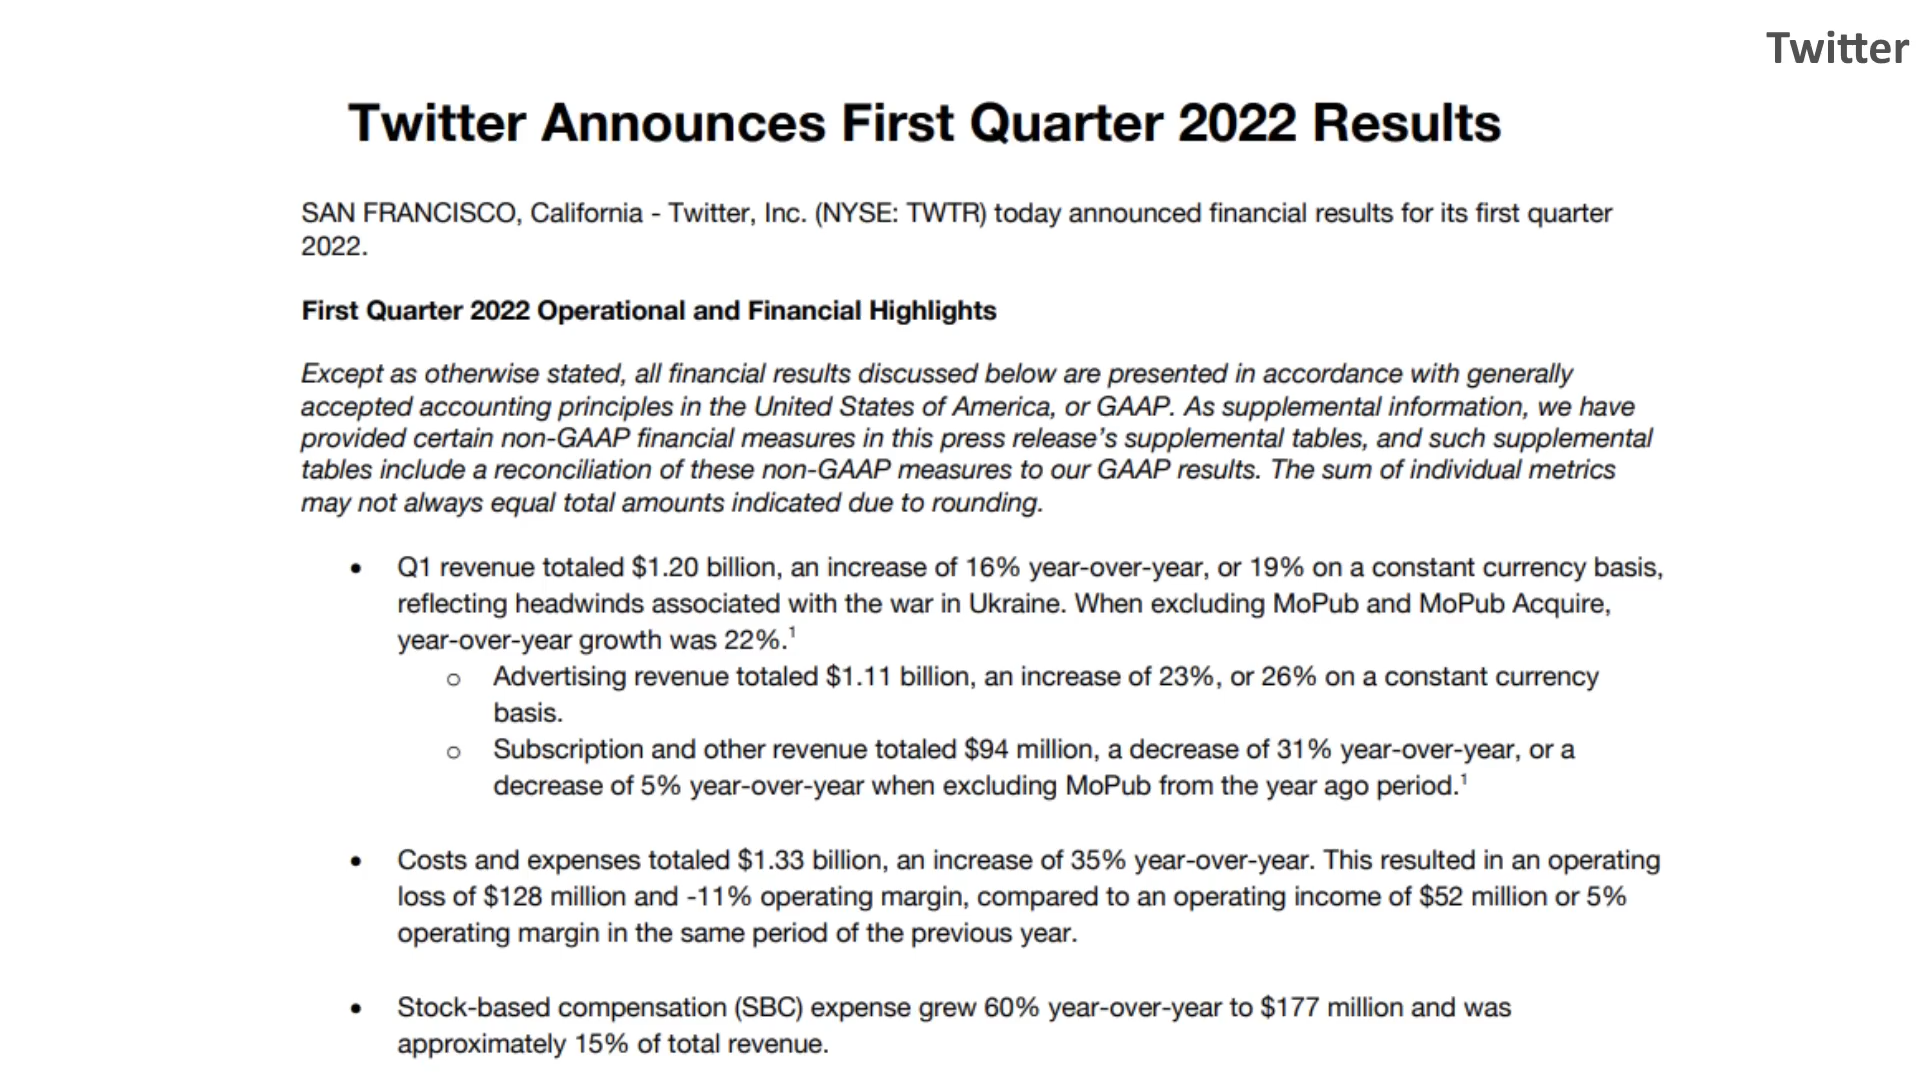 Twitter
Twitter Announces First Quarter 2022 Results
SAN FRANCISCO, California - Twitter, Inc. (NYSE: TWTR) today announced financial results for its first quarter
2022.
First Quarter 2022 Operational and Financial Highlights
Except as otherwise stated, all financial results discussed below are presented in accordance with generally
accepted accounting principles in the United States of America, or GAAP. As supplemental information, we have
provided certain non-GAAP financial measures in this press release’s supplemental tables, and such supplemental
tables include a reconciliation of these non-GAAP measures to our GAAP results. The sum of individual metrics
may not always equal total amounts indicated due to rounding.
• Q1 revenue totaled $1.20 billion, an increase of 16% year-over-year, or 19% on a constant currency basis,
reflecting headwinds associated with the war in Ukraine. When excluding MoPub and MoPub Acquire,
year-over-year growth was 22%.¹
o Advertising revenue totaled $1.11 billion, an increase of 23%, or 26% on a constant currency
basis.
o Subscription and other revenue totaled $94 million, a decrease of 31% year-over-year, or a
decrease of 5% year-over-year when excluding MoPub from the year ago period.¹
• Costs and expenses totaled $1.33 billion, an increase of 35% year-over-year. This resulted in an operating
loss of $128 million and -11% operating margin, compared to an operating income of $52 million or 5%
operating margin in the same period of the previous year.
• Stock-based compensation (SBC) expense grew 60% year-over-year to $177 million and was
approximately 15% of total revenue.